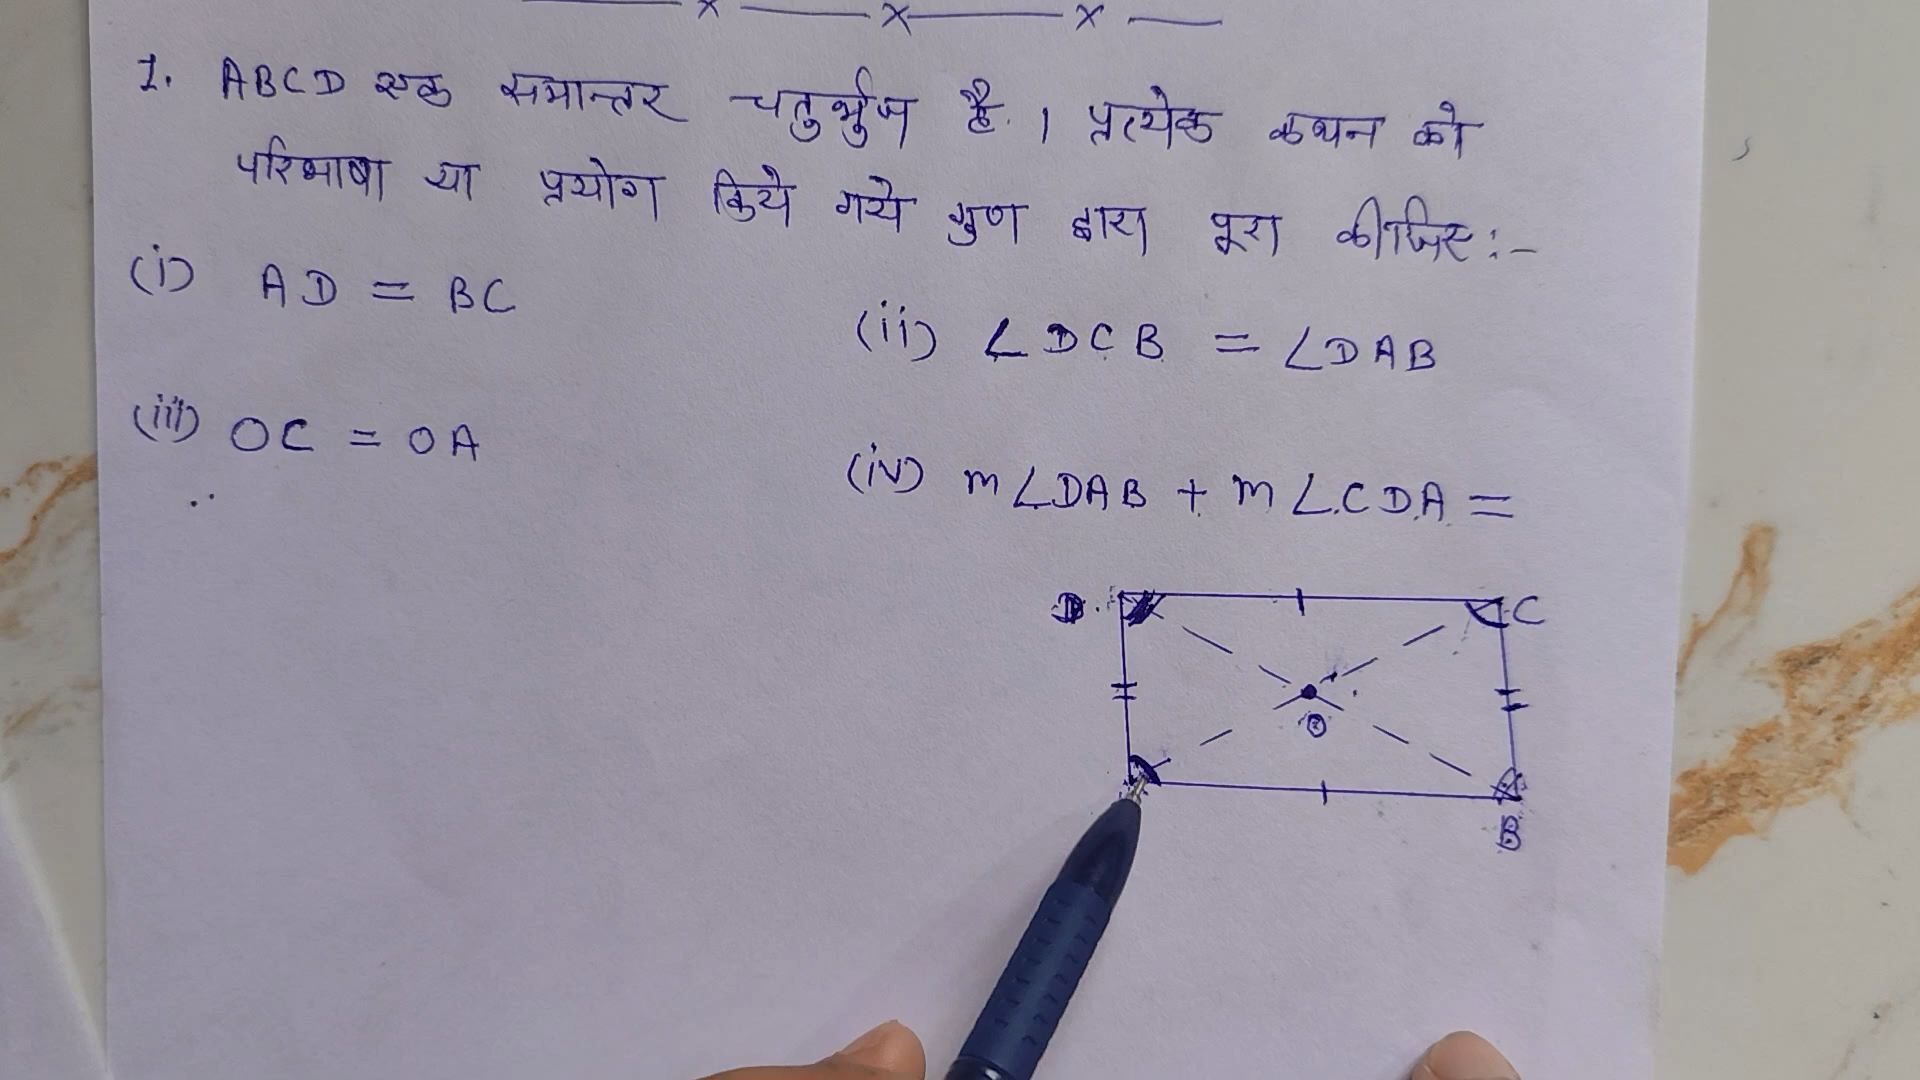 1. ABCD एक समान्तर चतुर्भुज है । प्रत्येक कथन को
परिभाषा या प्रयोग किये गये गुण द्वारा पूरा कीजिए :-
(i) AD = BC
(ii) ∠DCB = ∠DAB
(iii) OC = OA
(iv) m∠DAB + m∠CDA =
D C
O
B